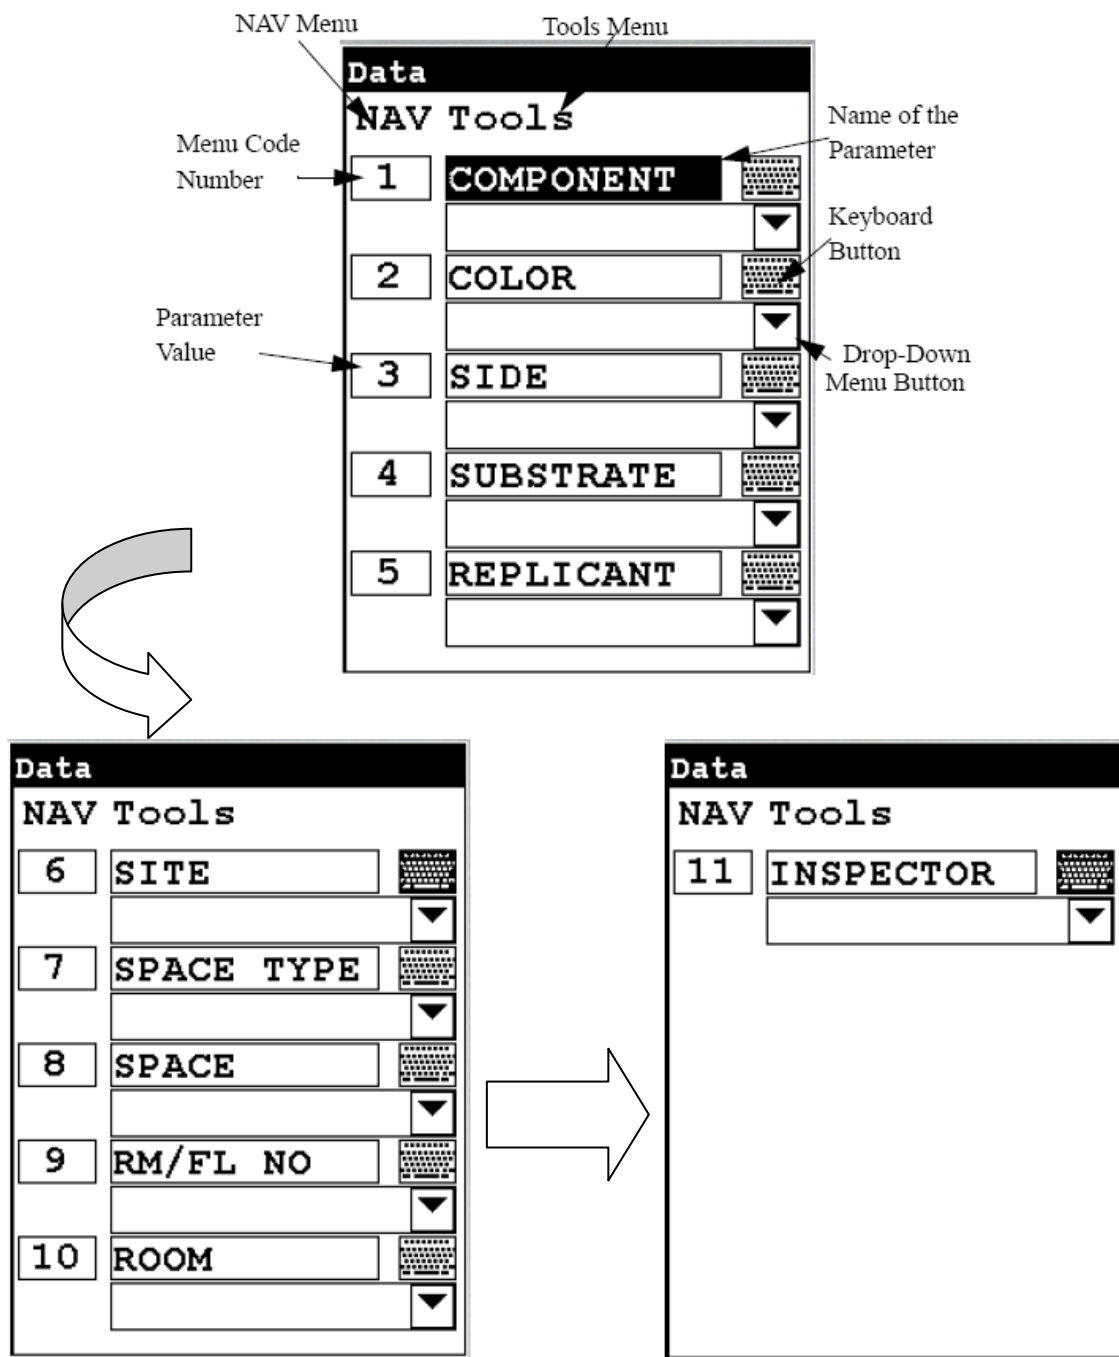 NAV Menu
Tools Menu
Data
NAV Tools
Name of the
Parameter
Menu Code
Number
1 COMPONENT
Keyboard
Button
2 COLOR
Parameter
Value
3 SIDE
Drop-Down
Menu Button
4 SUBSTRATE
5 REPLICANT
Data
NAV Tools
6 SITE
7 SPACE TYPE
8 SPACE
9 RM/FL NO
10 ROOM
Data
NAV Tools
11 INSPECTOR